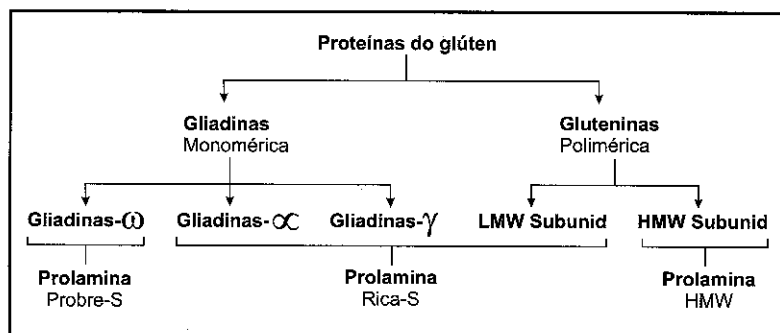 Proteínas do glúten
Gliadinas
Monomérica
Gluteninas
Polimérica
Gliadinas-ω Gliadinas-∝ Gliadinas-γ LMW Subunid HMW Subunid
Prolamina
Probre-S
Prolamina
Rica-S
Prolamina
HMW